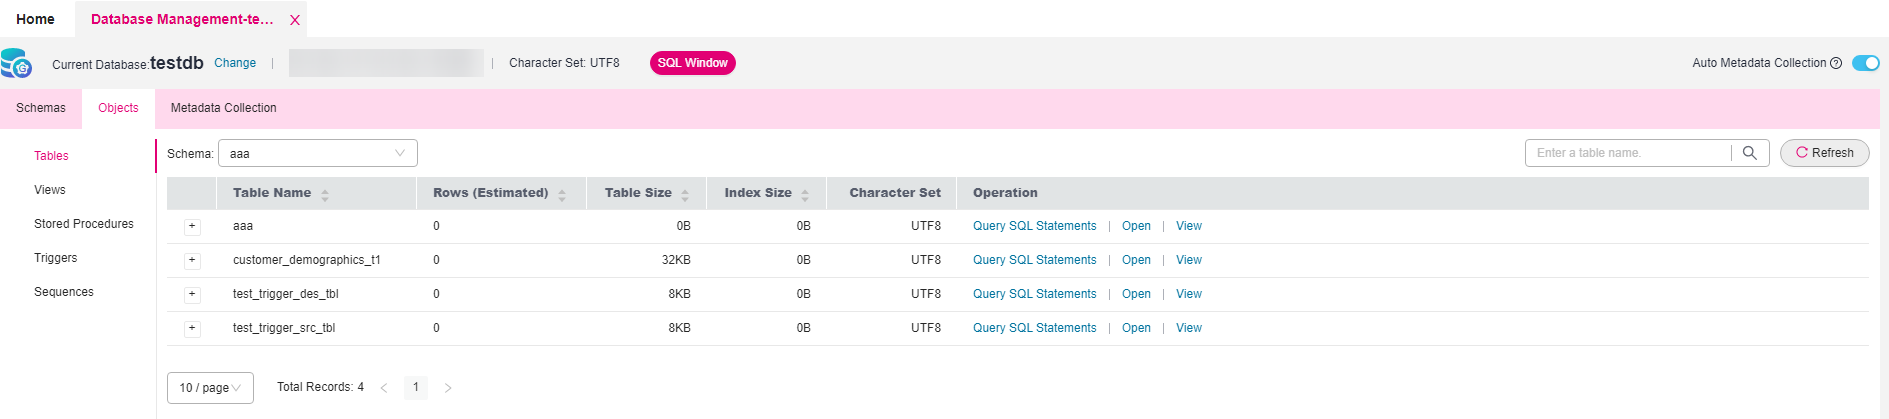 Home Database Management-te...
Current Database:testdb Change | | Character Set: UTF8 SQL Window Auto Metadata Collection
Schemas Objects Metadata Collection
Tables
Views
Stored Procedures
Triggers
Sequences
Schema: aaa Enter a table name. Refresh
Table Name Rows (Estimated) Table Size Index Size Character Set Operation
+ aaa 0 0B 0B UTF8 Query SQL Statements | Open | View
+ customer_demographics_t1 0 32KB 0B UTF8 Query SQL Statements | Open | View
+ test_trigger_des_tbl 0 8KB 0B UTF8 Query SQL Statements | Open | View
+ test_trigger_src_tbl 0 8KB 0B UTF8 Query SQL Statements | Open | View
10 / page Total Records: 4 < 1 >